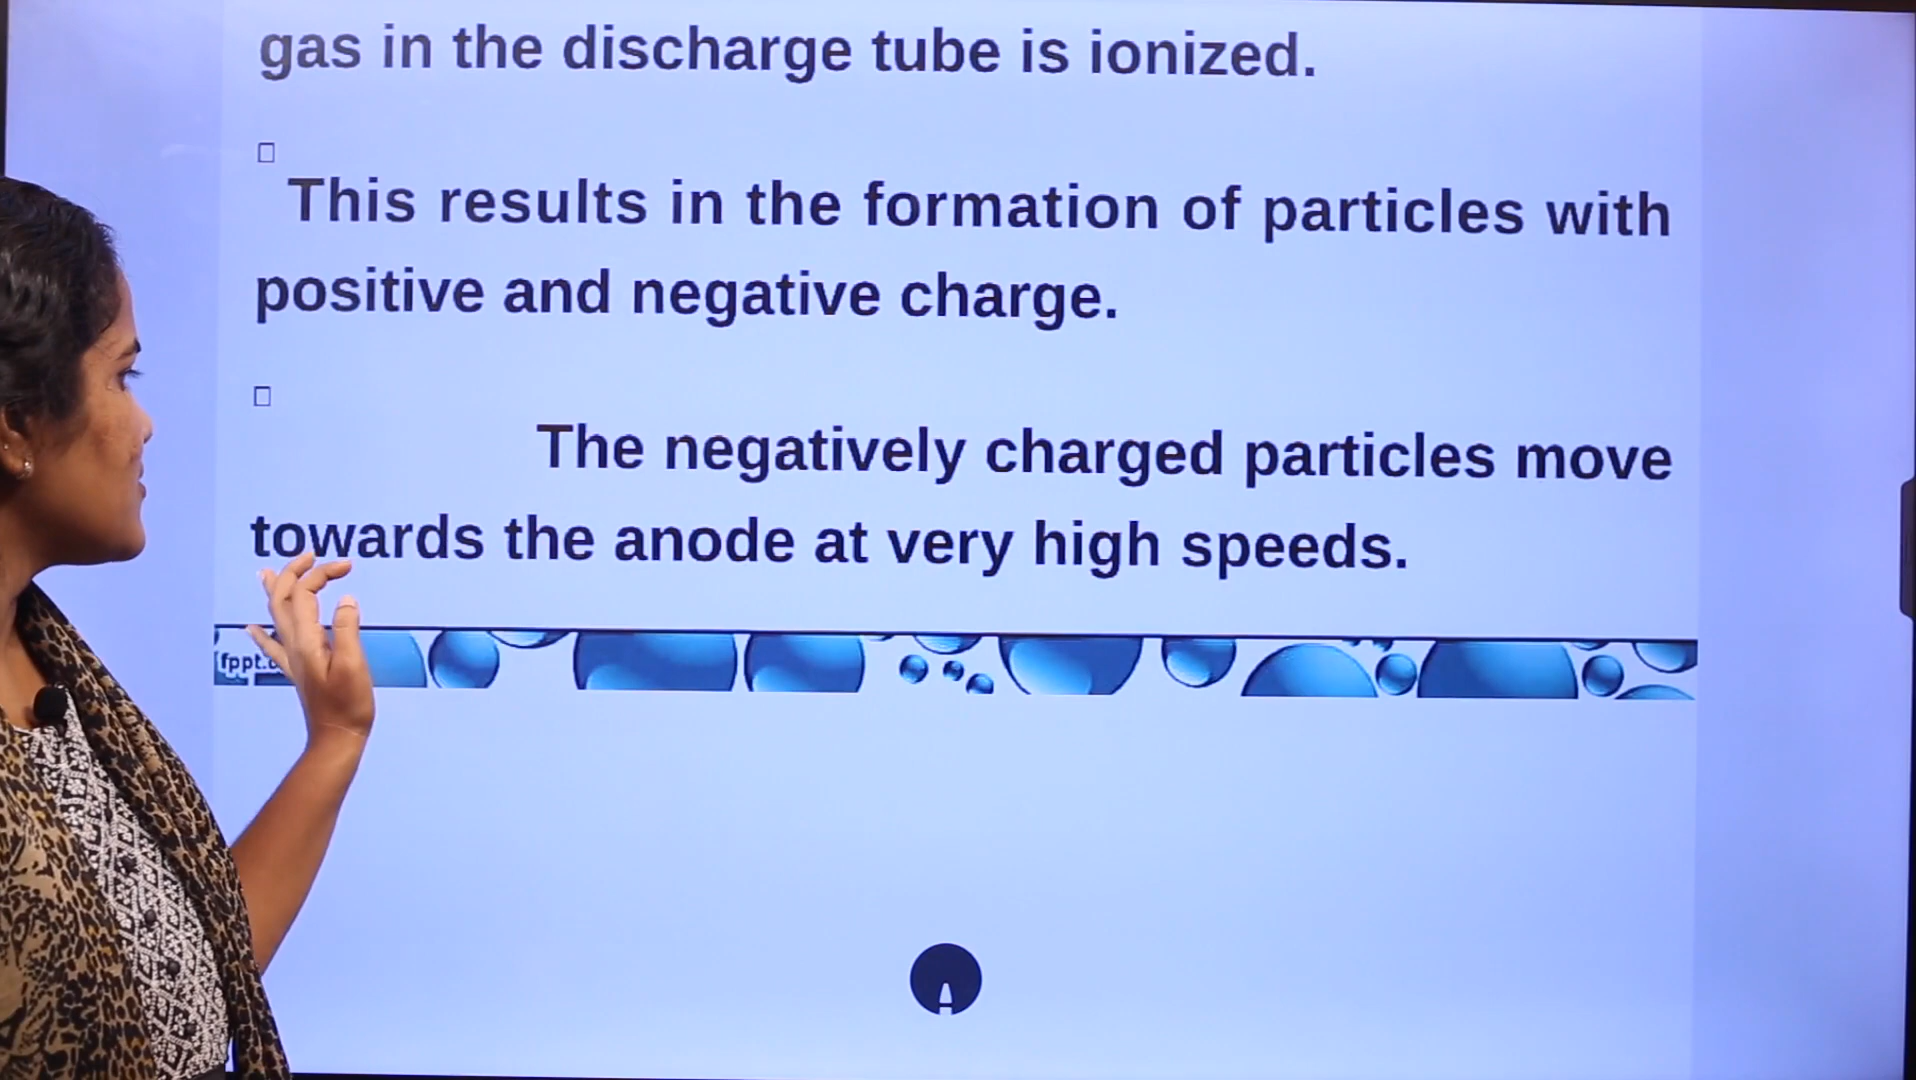 gas in the discharge tube is ionized.
This results in the formation of particles with
positive and negative charge.
The negatively charged particles move
towards the anode at very high speeds.